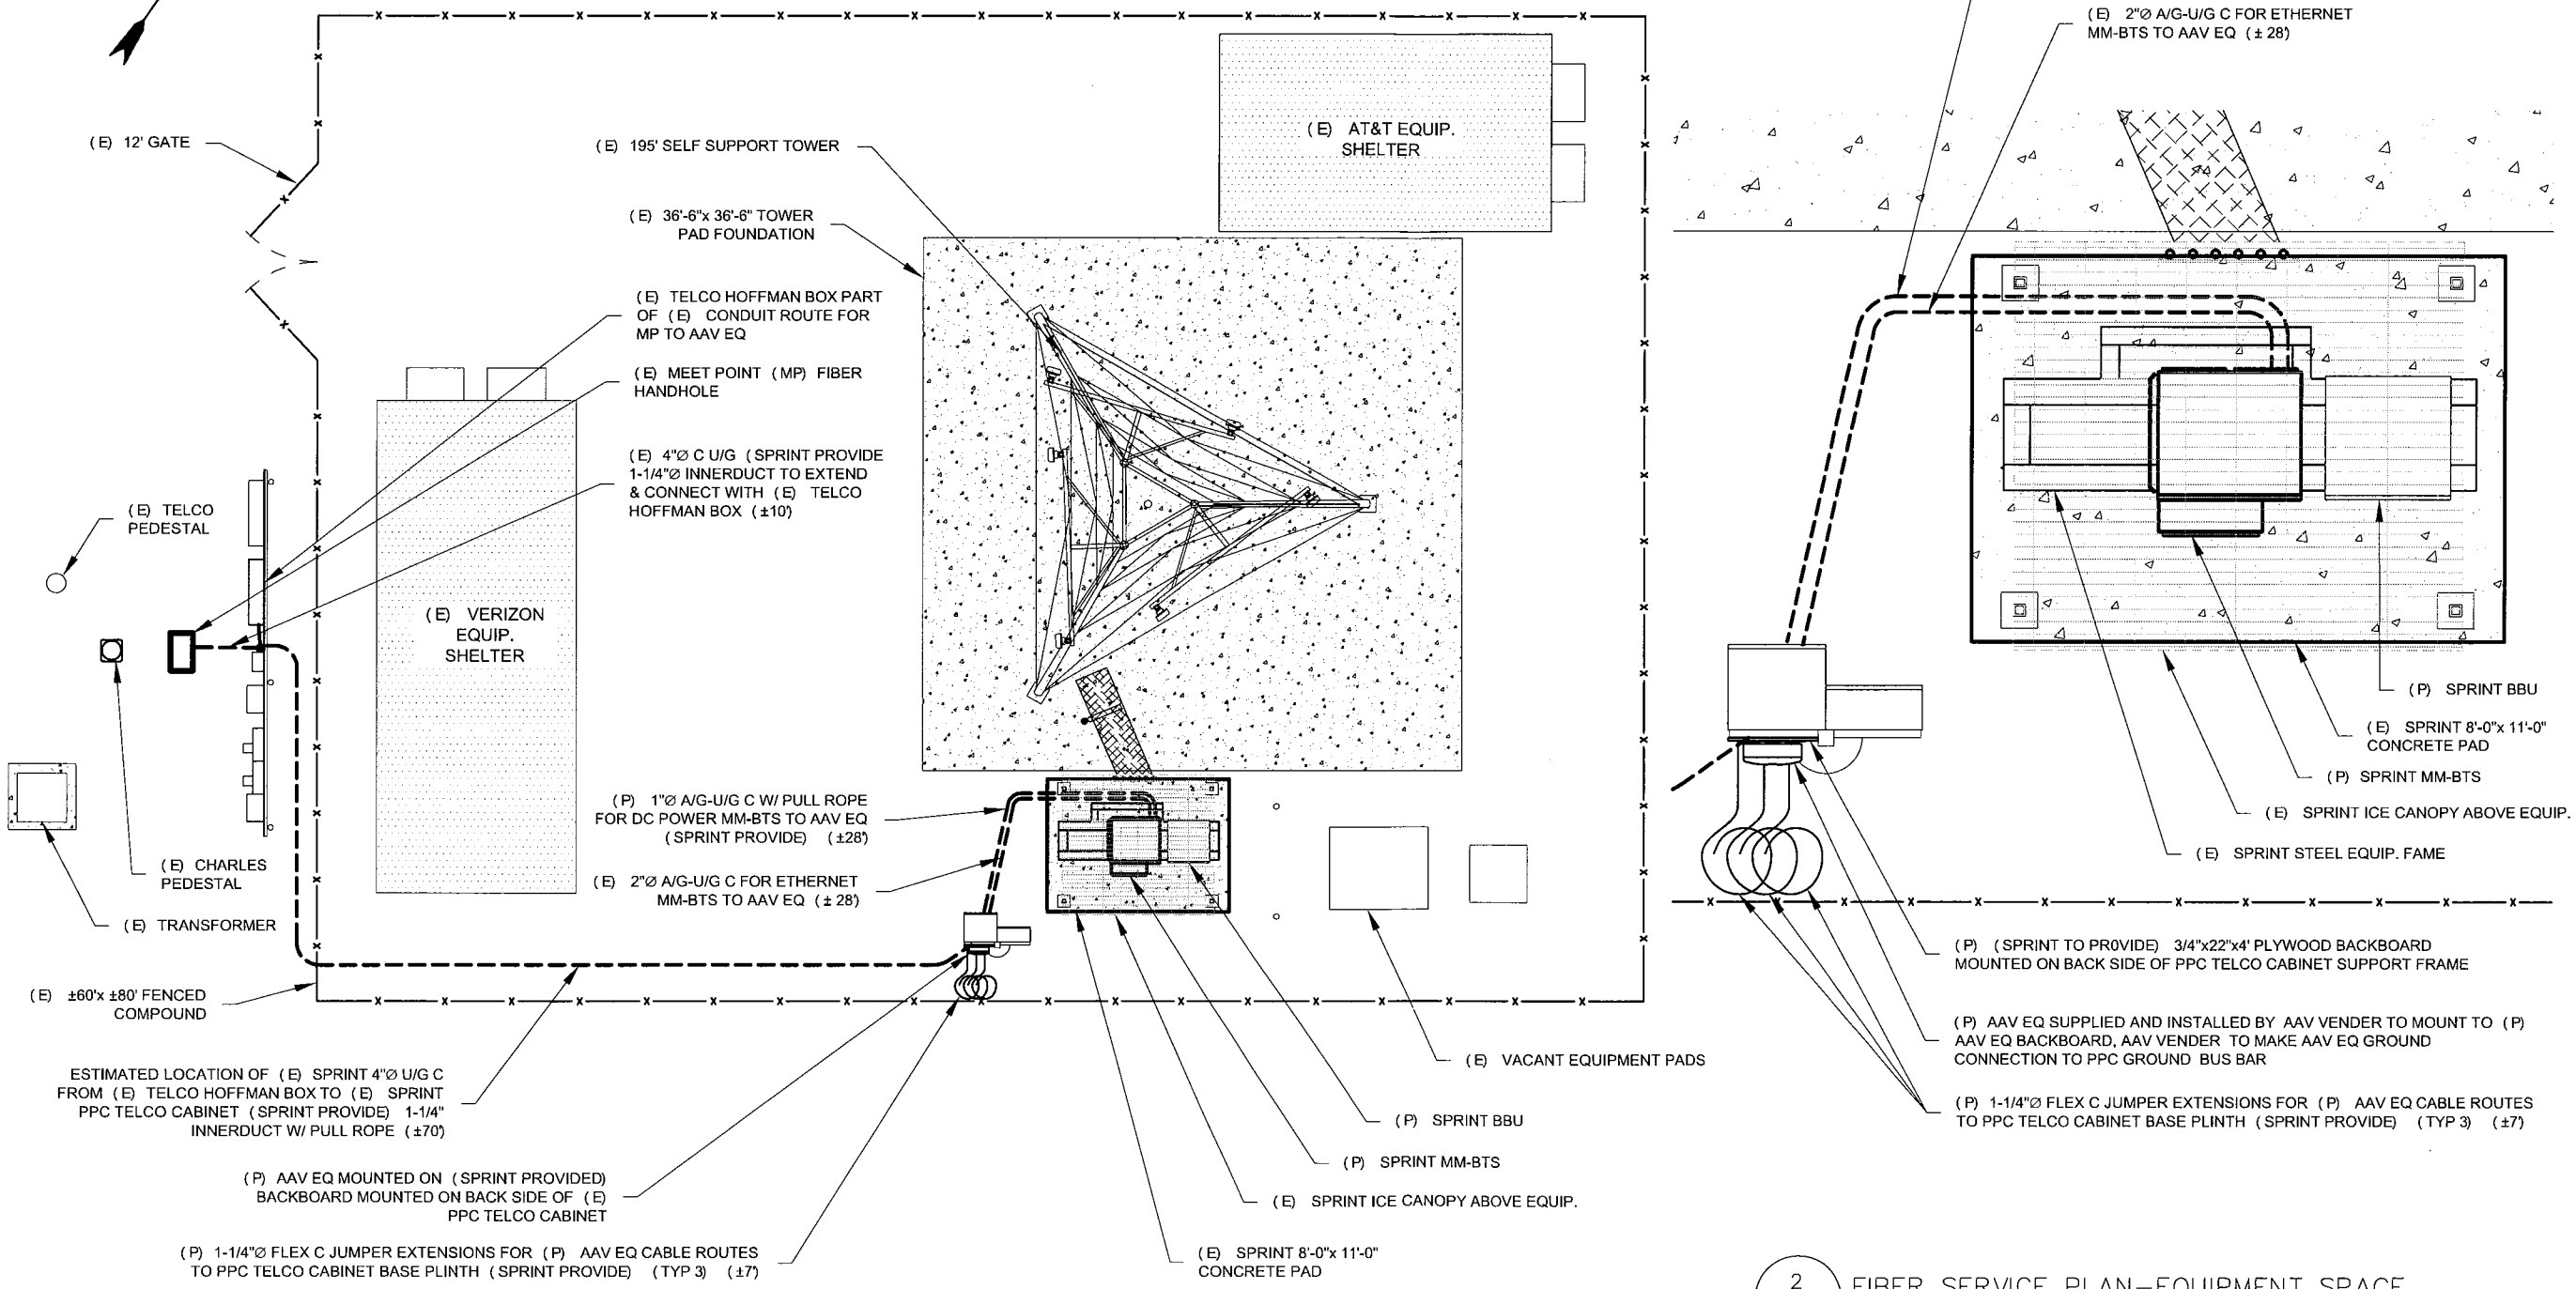 (E) 12' GATE
(E) 195' SELF SUPPORT TOWER
(E) 36'-6"x 36'-6" TOWER
PAD FOUNDATION
(E) TELCO HOFFMAN BOX PART
OF (E) CONDUIT ROUTE FOR
MP TO AAV EQ
(E) MEET POINT (MP) FIBER
HANDHOLE
(E) 4"Ø C U/G (SPRINT PROVIDE
1-1/4"Ø INNERDUCT TO EXTEND
& CONNECT WITH (E) TELCO
HOFFMAN BOX (±10')
(E) TELCO
PEDESTAL
(E) VERIZON
EQUIP.
SHELTER
(E) AT&T EQUIP.
SHELTER
(P) 1"Ø A/G-U/G C W/ PULL ROPE
FOR DC POWER MM-BTS TO AAV EQ
(SPRINT PROVIDE) (±28')
(E) 2"Ø A/G-U/G C FOR ETHERNET
MM-BTS TO AAV EQ (± 28')
(E) CHARLES
PEDESTAL
(E) TRANSFORMER
(E) ±60'x ±80' FENCED
COMPOUND
ESTIMATED LOCATION OF (E) SPRINT 4"Ø U/G C
FROM (E) TELCO HOFFMAN BOX TO (E) SPRINT
PPC TELCO CABINET (SPRINT PROVIDE) 1-1/4"
INNERDUCT W/ PULL ROPE (±70')
(P) AAV EQ MOUNTED ON (SPRINT PROVIDED)
BACKBOARD MOUNTED ON BACK SIDE OF (E)
PPC TELCO CABINET
(P) 1-1/4"Ø FLEX C JUMPER EXTENSIONS FOR (P) AAV EQ CABLE ROUTES
TO PPC TELCO CABINET BASE PLINTH (SPRINT PROVIDE) (TYP 3) (±7')
(E) VACANT EQUIPMENT PADS
(P) SPRINT BBU
(P) SPRINT MM-BTS
(E) SPRINT ICE CANOPY ABOVE EQUIP.
(E) SPRINT 8'-0"x 11'-0"
CONCRETE PAD
(E) 2"Ø A/G-U/G C FOR ETHERNET
MM-BTS TO AAV EQ (± 28')
(P) SPRINT BBU
(E) SPRINT 8'-0"x 11'-0"
CONCRETE PAD
(P) SPRINT MM-BTS
(E) SPRINT ICE CANOPY ABOVE EQUIP.
(E) SPRINT STEEL EQUIP. FAME
(P) (SPRINT TO PROVIDE) 3/4"x22"x4' PLYWOOD BACKBOARD
MOUNTED ON BACK SIDE OF PPC TELCO CABINET SUPPORT FRAME
(P) AAV EQ SUPPLIED AND INSTALLED BY AAV VENDER TO MOUNT TO (P)
AAV EQ BACKBOARD, AAV VENDER TO MAKE AAV EQ GROUND
CONNECTION TO PPC GROUND BUS BAR
(P) 1-1/4"Ø FLEX C JUMPER EXTENSIONS FOR (P) AAV EQ CABLE ROUTES
TO PPC TELCO CABINET BASE PLINTH (SPRINT PROVIDE) (TYP 3) (±7')
2 FIBER SERVICE PLAN-EQUIPMENT SPACE